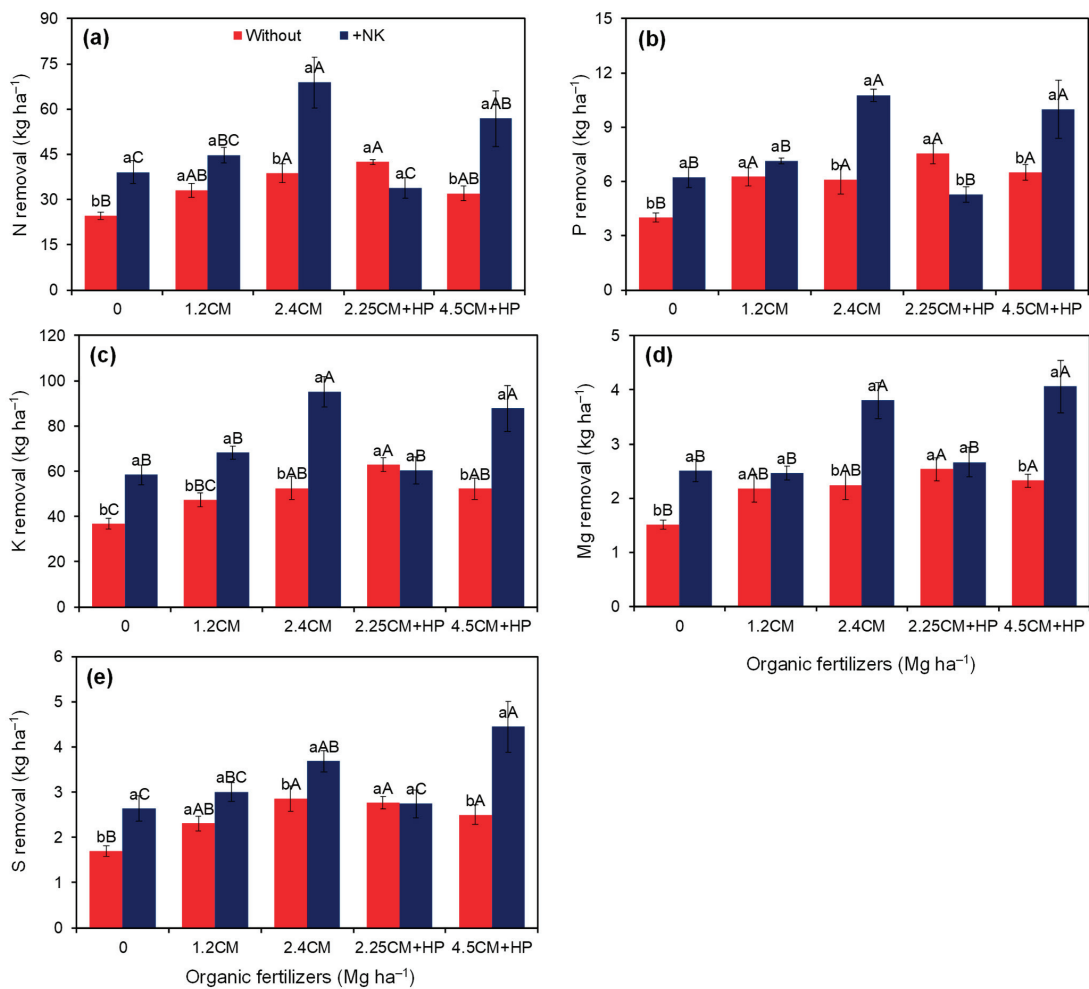 (a)
Without
+NK
N removal (kg ha⁻¹)
90
75
60
45
30
15
0
bB
aC
aAB
aBC
bA
aA
aA
aC
bAB
aAB
0
1.2CM
2.4CM
2.25CM+HP
4.5CM+HP
(b)
P removal (kg ha⁻¹)
15
12
9
6
3
0
bB
aB
aA
aB
bA
aA
aA
bB
bA
aA
0
1.2CM
2.4CM
2.25CM+HP
4.5CM+HP
(c)
K removal (kg ha⁻¹)
120
100
80
60
40
20
0
bC
aB
bBC
aB
bAB
aA
aA
aB
bAB
aA
0
1.2CM
2.4CM
2.25CM+HP
4.5CM+HP
(d)
Mg removal (kg ha⁻¹)
5
4
3
2
1
0
bB
aB
aAB
aB
bAB
aA
aA
aB
bA
aA
0
1.2CM
2.4CM
2.25CM+HP
4.5CM+HP
Organic fertilizers (Mg ha⁻¹)
(e)
S removal (kg ha⁻¹)
6
5
4
3
2
1
0
bB
aC
aAB
aBC
bA
aAB
aA
aC
bA
aA
0
1.2CM
2.4CM
2.25CM+HP
4.5CM+HP
Organic fertilizers (Mg ha⁻¹)